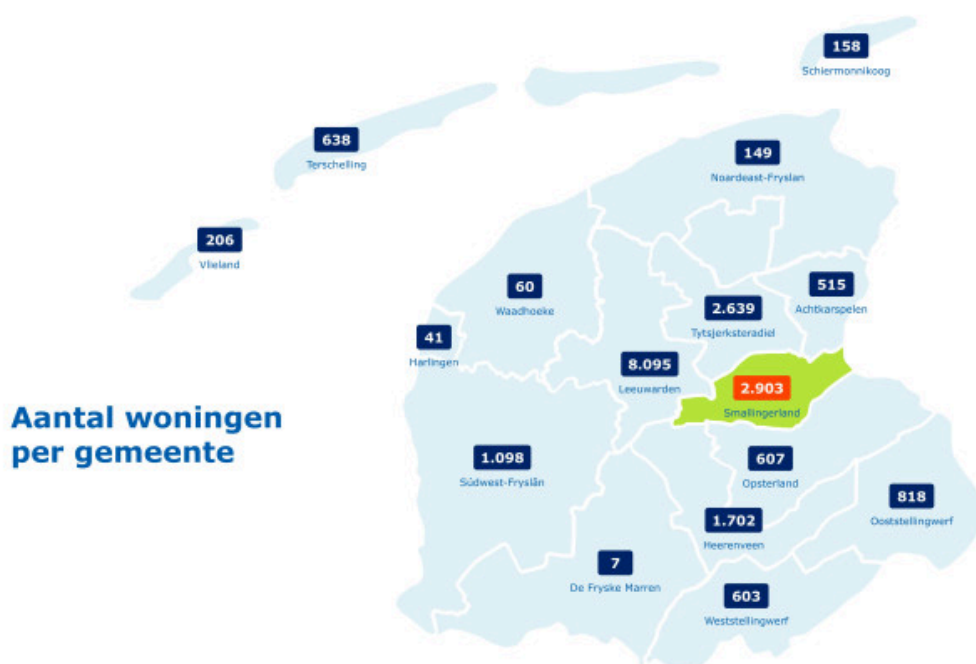 158
Schiermonnikoog
638
Terschelling
149
Noardeast-Fryslan
206
Vlieland
60
Waadhoeke
515
Achtkarspelen
2.639
Tytsjerksteradiel
41
Harlingen
8.095
Leeuwarden
2.903
Smallingerland
Aantal woningen
per gemeente
1.098
Súdwest-Fryslân
607
Opsterland
818
Ooststellingwerf
1.702
Heerenveen
7
De Fryske Marren
603
Weststellingwerf